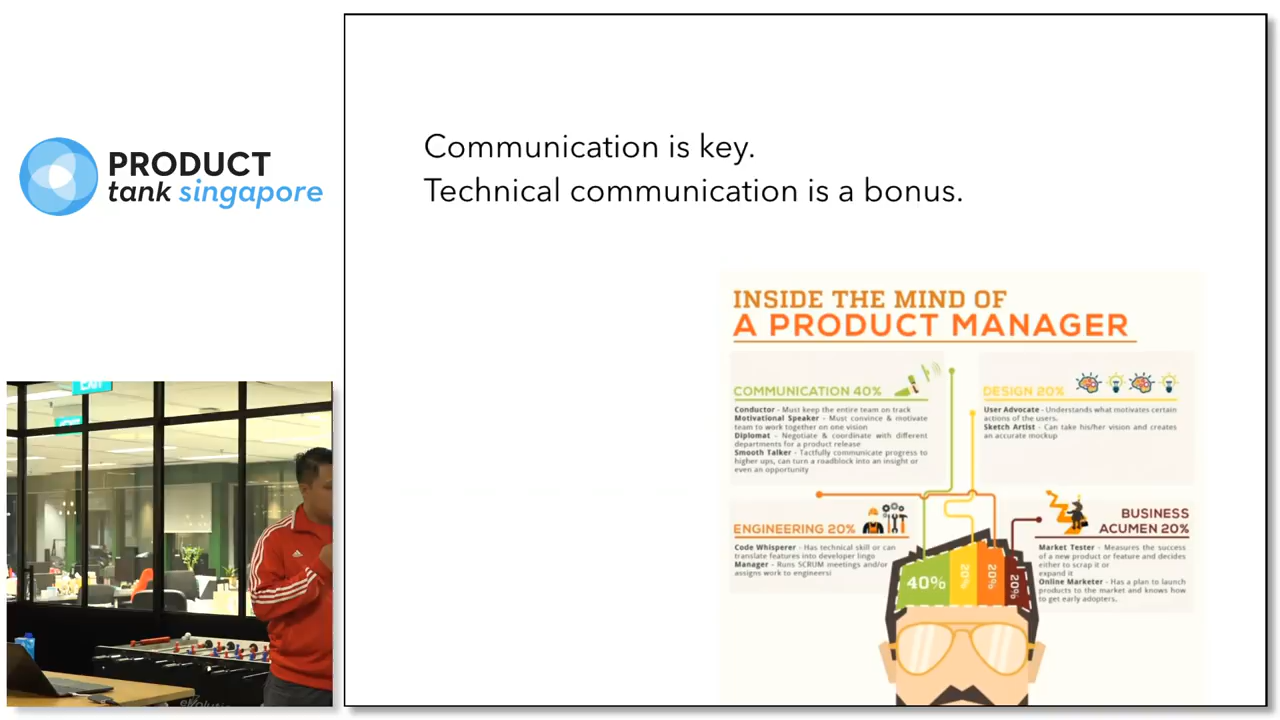 PRODUCT
tank singapore
Communication is key.
Technical communication is a bonus.
INSIDE THE MIND OF
A PRODUCT MANAGER
COMMUNICATION 40%
Conductor - Must keep the entire team on track
Motivational Speaker - Must convince & motivate
team to work together on one vision
Diplomat - Negotiate & coordinate with different
departments for a product release
Smooth Talker - Tactfully communicate progress to
higher ups, can turn a roadblock into an insight or
even an opportunity
DESIGN 20%
User Advocate - Understands what motivates certain
actions of the users.
Sketch Artist - Can take his/her vision and creates
an accurate mockup
ENGINEERING 20%
Code Whisperer - Has technical skill or can
translate features into developer lingo
Manager - Runs SCRUM meetings and/or
assigns work to engineersi
BUSINESS
ACUMEN 20%
Market Tester - Measures the success
of a new product or feature and decides
either to scrap it or
expand it
Online Marketer - Has a plan to launch
products to the market and knows how
to get early adopters.
40%
20%
20%
20%
EXIT